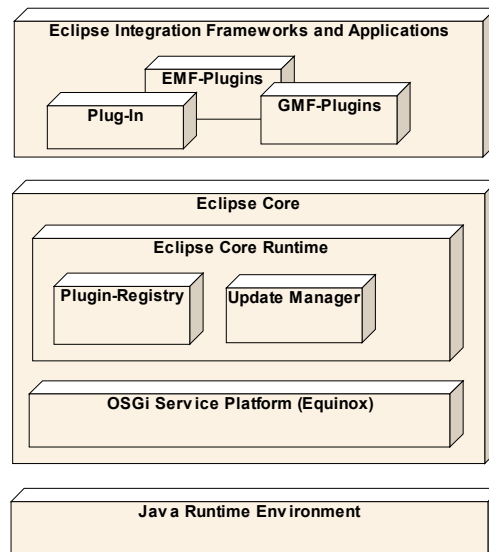 Eclipse Integration Frameworks and Applications
EMF-Plugins
Plug-In
GMF-Plugins
Eclipse Core
Eclipse Core Runtime
Plugin-Registry
Update Manager
OSGi Service Platform (Equinox)
Java Runtime Environment